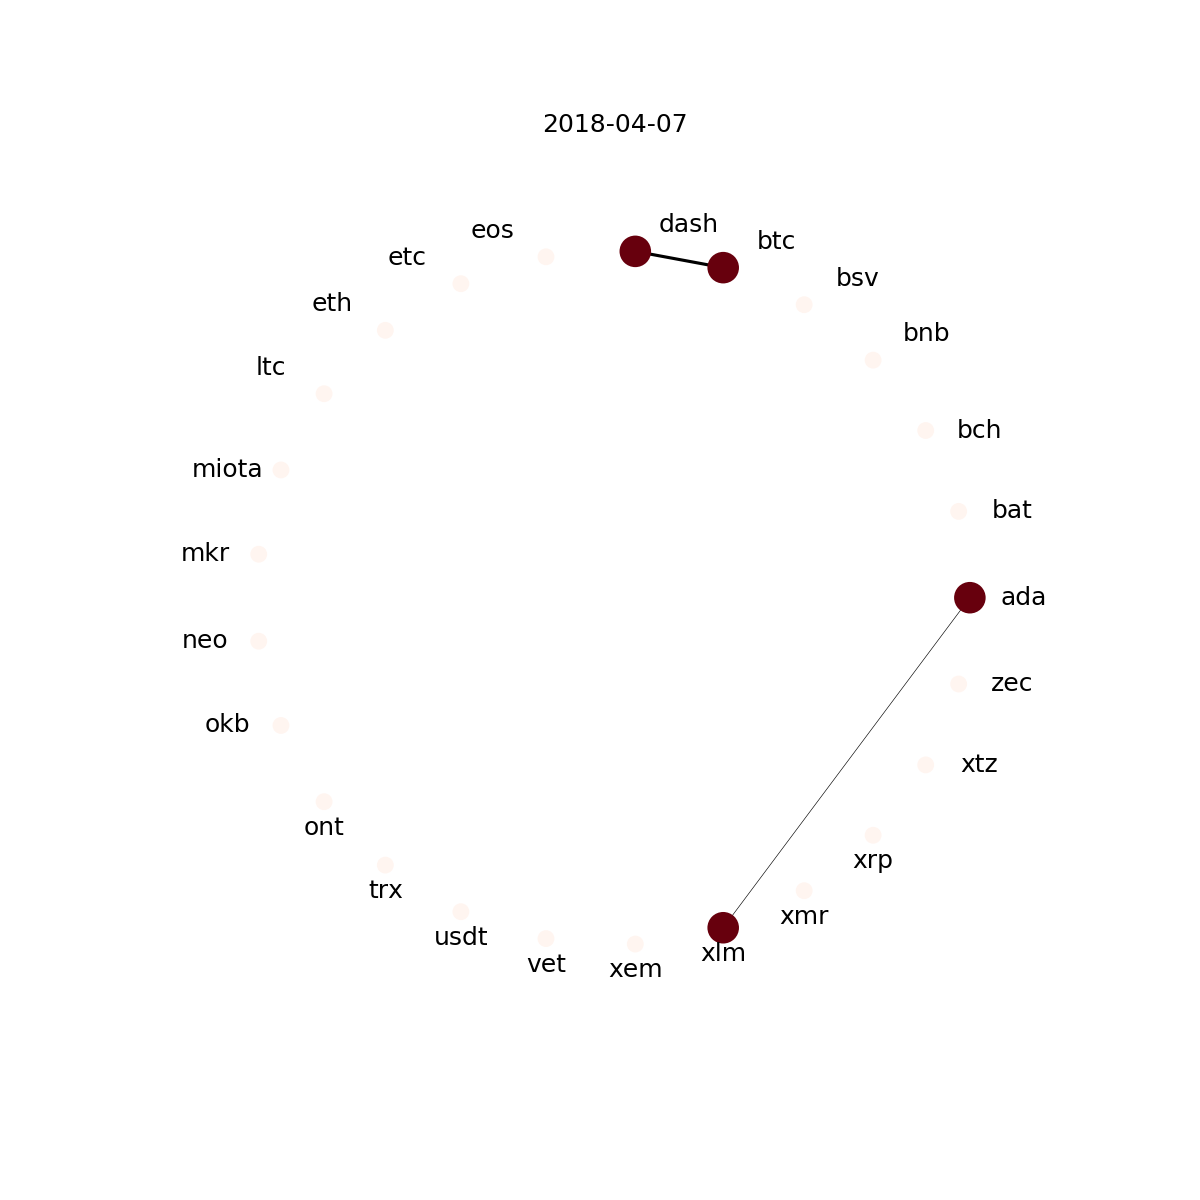 2018-04-07
dash
btc
eos
etc
bsv
eth
bnb
ltc
bch
miota
bat
mkr
ada
neo
zec
okb
xtz
ont
xrp
trx
xmr
usdt
xlm
vet
xem